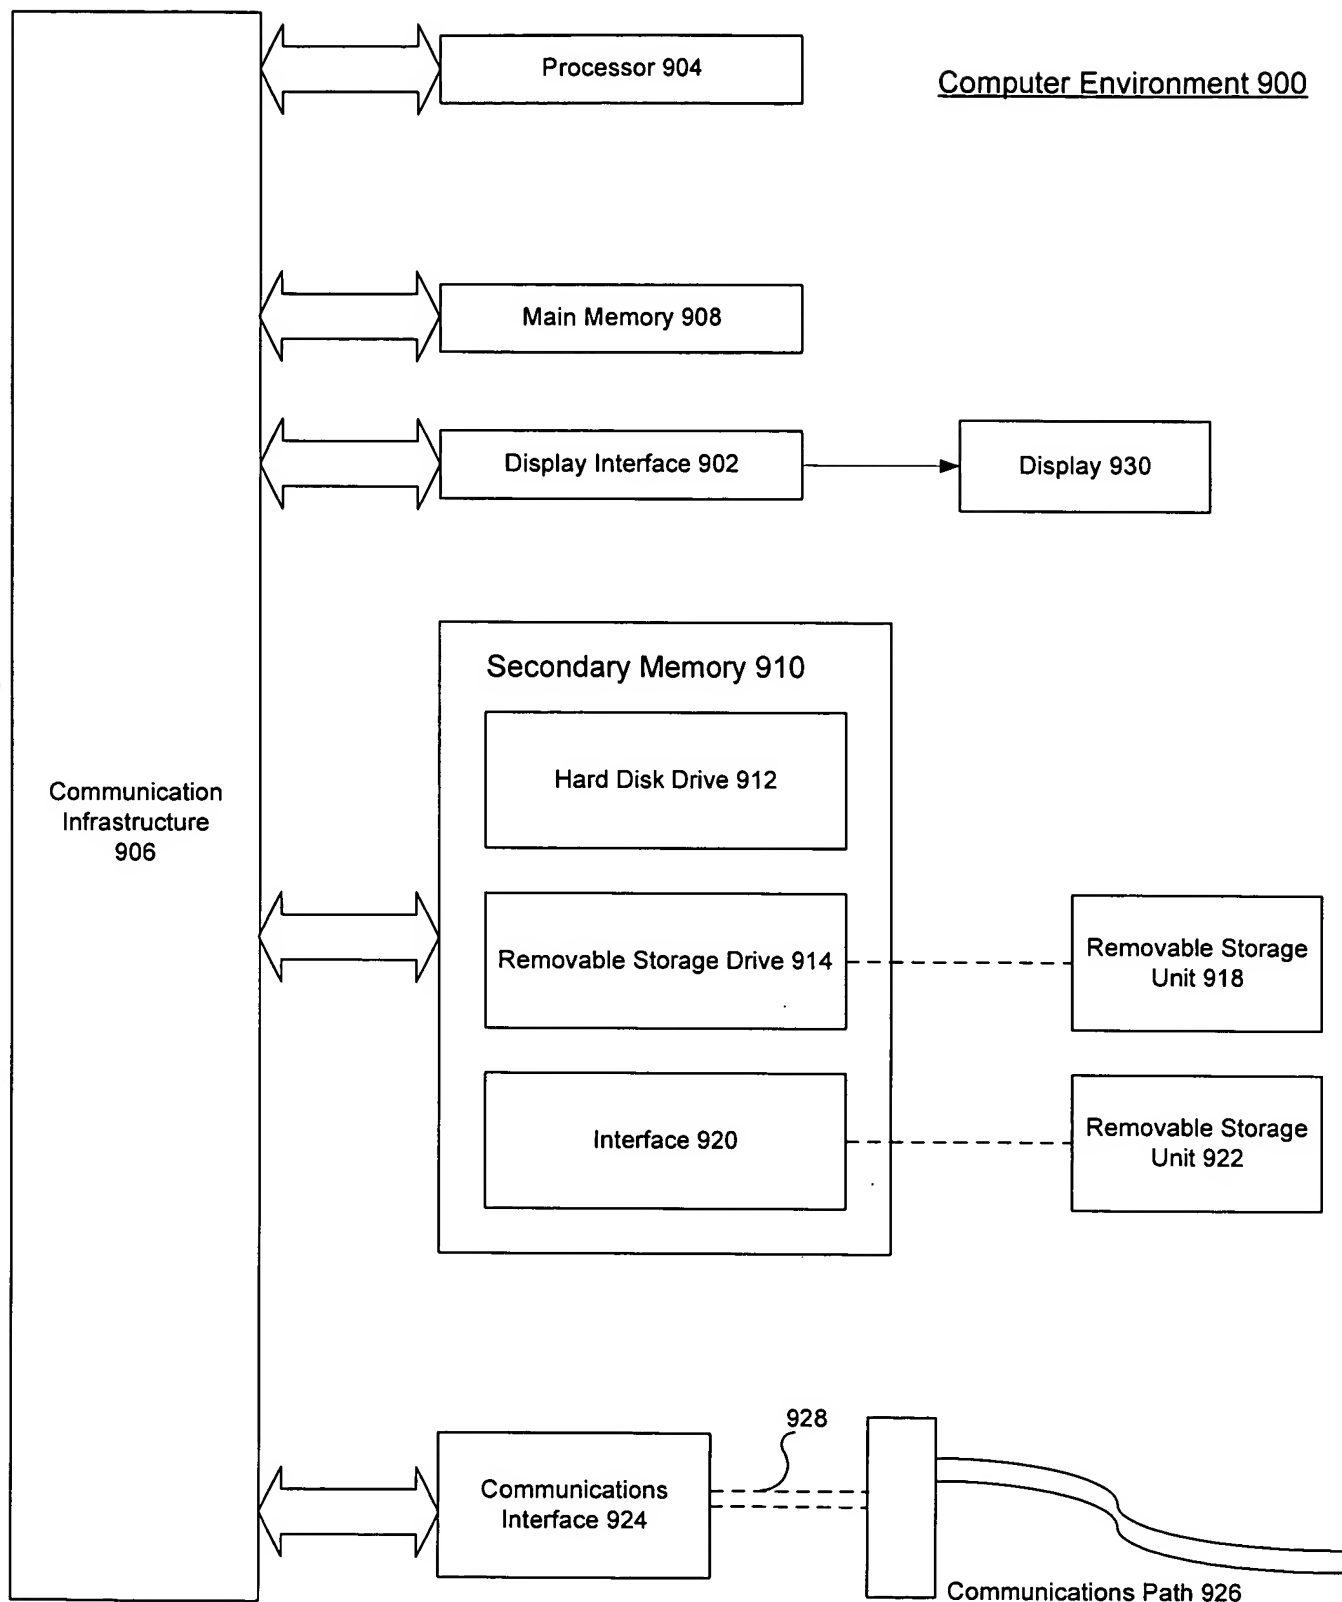 Processor 904
Computer Environment 900
Main Memory 908
Display Interface 902
Display 930
Secondary Memory 910
Hard Disk Drive 912
Communication
Infrastructure
906
Removable Storage Drive 914
Removable Storage
Unit 918
Interface 920
Removable Storage
Unit 922
928
Communications
Interface 924
Communications Path 926